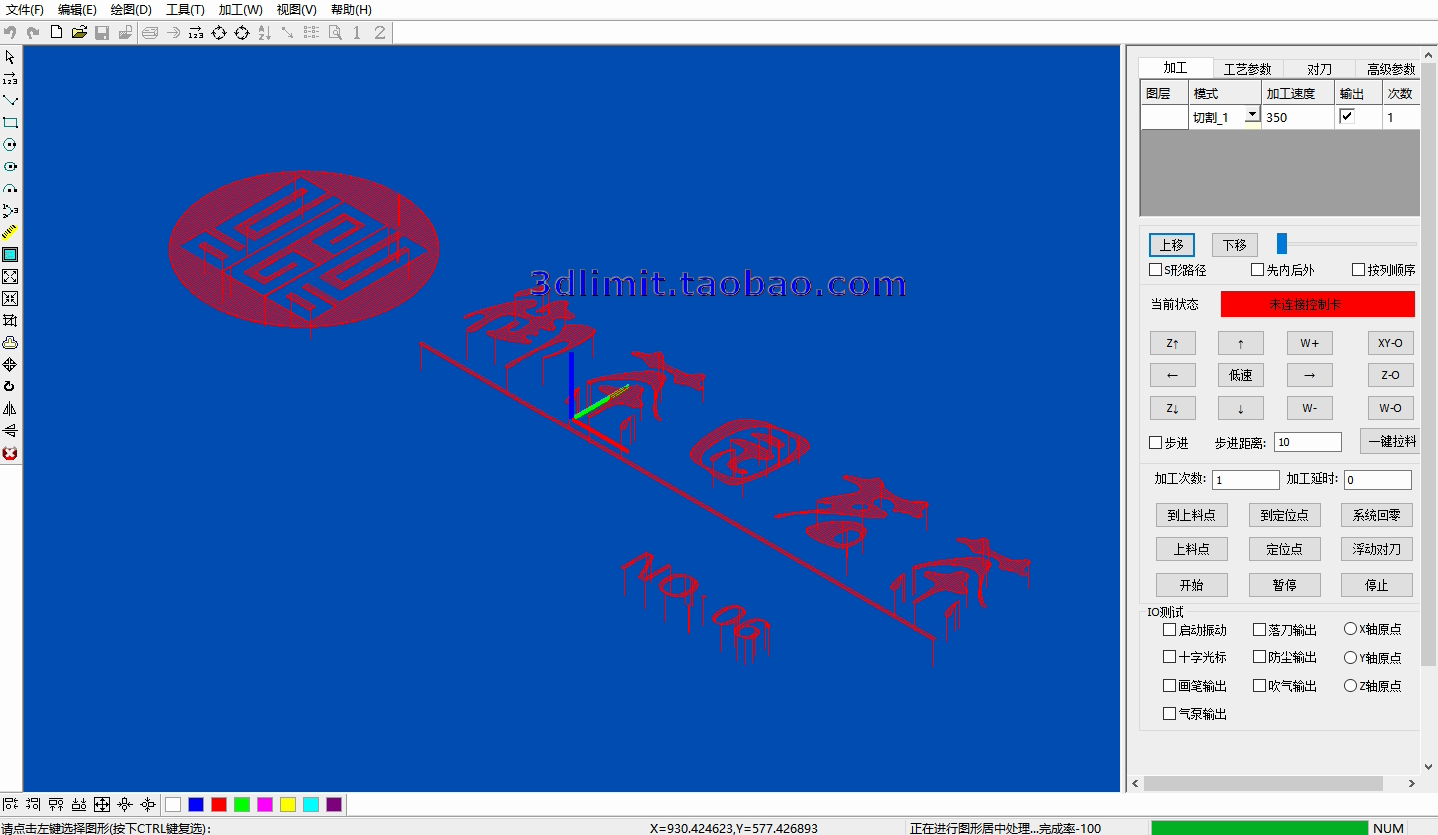 文件(F) 编辑(E) 绘图(D) 工具(T) 加工(W) 视图(V) 帮助(H)
3dlimit.taobao.com
NO.06
加工 工艺参数 对刀 高级参数
图层 模式 加工速度 输出 次数
切割_1 350 1
上移 下移
S形路径 先内后外 按列顺序
当前状态 未连接控制卡
Z↑ ↑ W+ XY-O
← 低速 → Z-O
Z↓ ↓ W- W-O
步进 步进距离: 10 一键拉料
加工次数: 1 加工延时: 0
到上料点 到定位点 系统回零
上料点 定位点 浮动对刀
开始 暂停 停止
IO测试
启动振动 落刀输出 X轴原点
十字光标 防尘输出 Y轴原点
画笔输出 吹气输出 Z轴原点
气泵输出
请点击左键选择图形(按下CTRL键复选): X=930.424623,Y=577.426893 正在进行图形居中处理...完成率-100 NUM